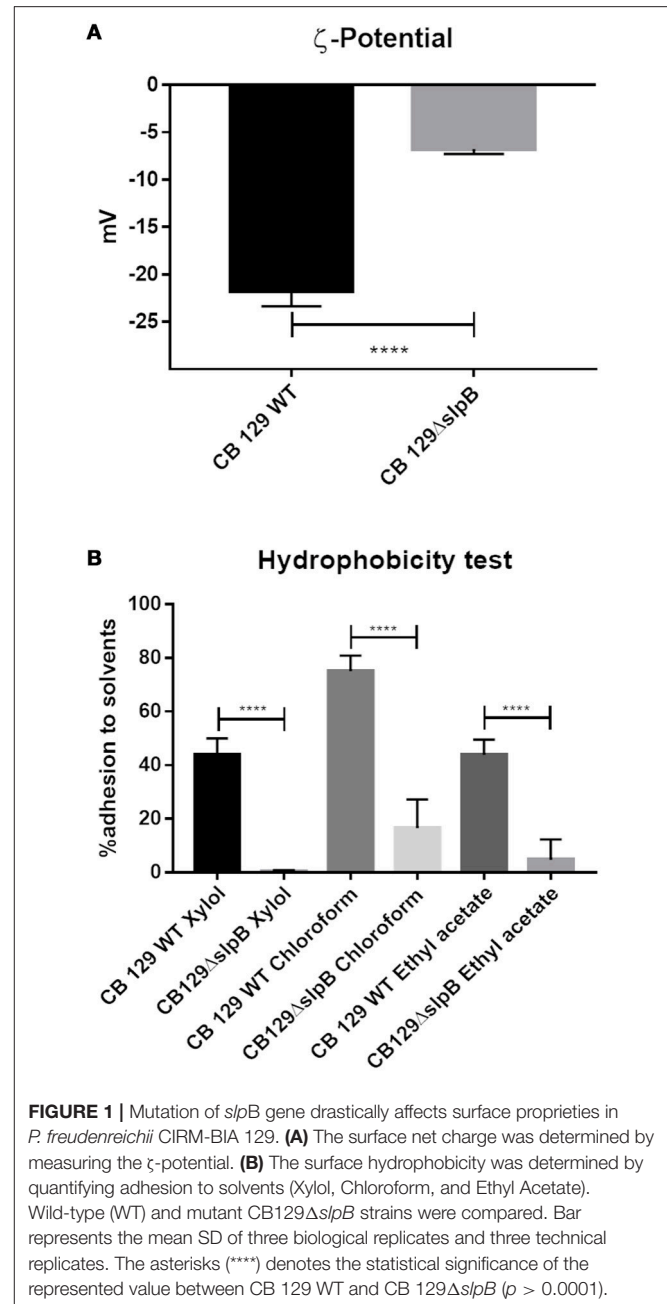 A
ζ-Potential
0
-5
-10
-15
-20
-25
mV
****
CB 129 WT
CB 129ΔslpB
B
Hydrophobicity test
100
80
60
40
20
0
%adhesion to solvents
****
****
****
CB 129 WT Xylol
CB129ΔslpB Xylol
CB 129 WT Chloroform
CB129ΔslpB Chloroform
CB 129 WT Ethyl acetate
CB129ΔslpB Ethyl acetate
FIGURE 1 | Mutation of slpB gene drastically affects surface proprieties in
P. freudenreichii CIRM-BIA 129. (A) The surface net charge was determined by
measuring the ζ-potential. (B) The surface hydrophobicity was determined by
quantifying adhesion to solvents (Xylol, Chloroform, and Ethyl Acetate).
Wild-type (WT) and mutant CB129ΔslpB strains were compared. Bar
represents the mean SD of three biological replicates and three technical
replicates. The asterisks (****) denotes the statistical significance of the
represented value between CB 129 WT and CB 129ΔslpB (p > 0.0001).